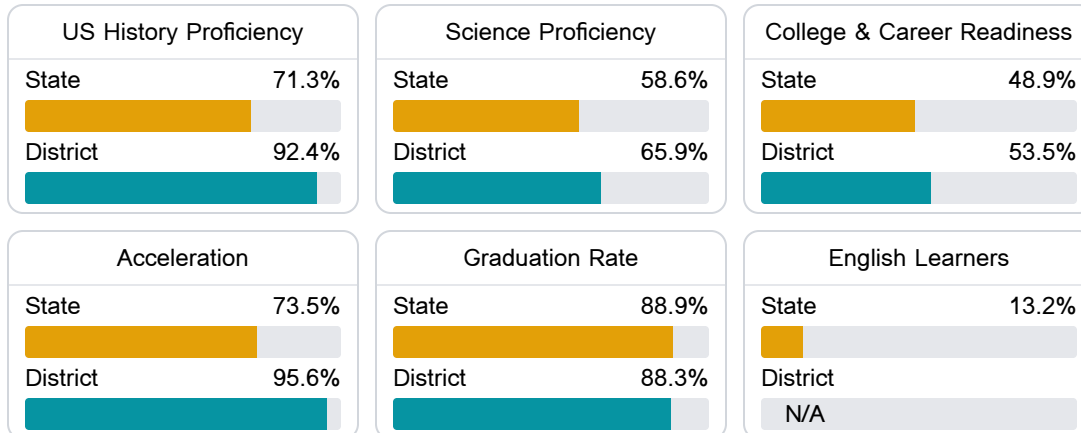 US History Proficiency
State 71.3%
District 92.4%
Science Proficiency
State 58.6%
District 65.9%
College & Career Readiness
State 48.9%
District 53.5%
Acceleration
State 73.5%
District 95.6%
Graduation Rate
State 88.9%
District 88.3%
English Learners
State 13.2%
District
N/A